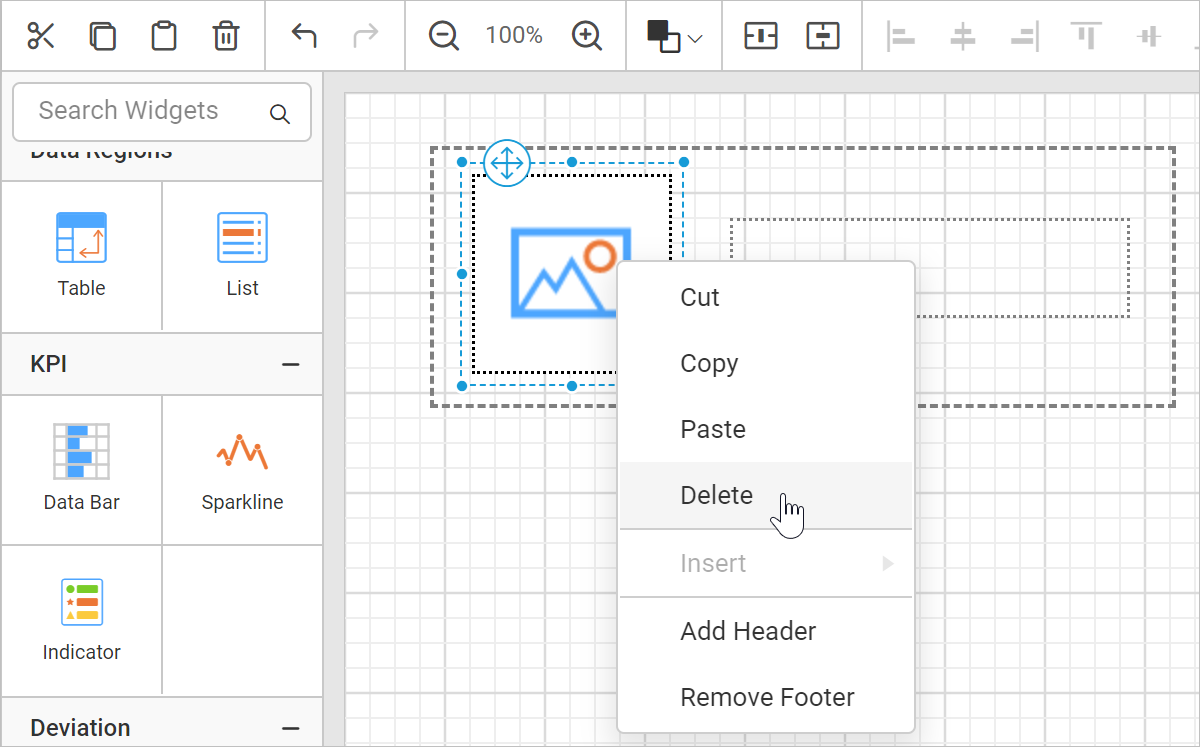 100%
Search Widgets
Data Regions
Table
List
KPI
Data Bar
Sparkline
Indicator
Deviation
Cut
Copy
Paste
Delete
Insert
Add Header
Remove Footer